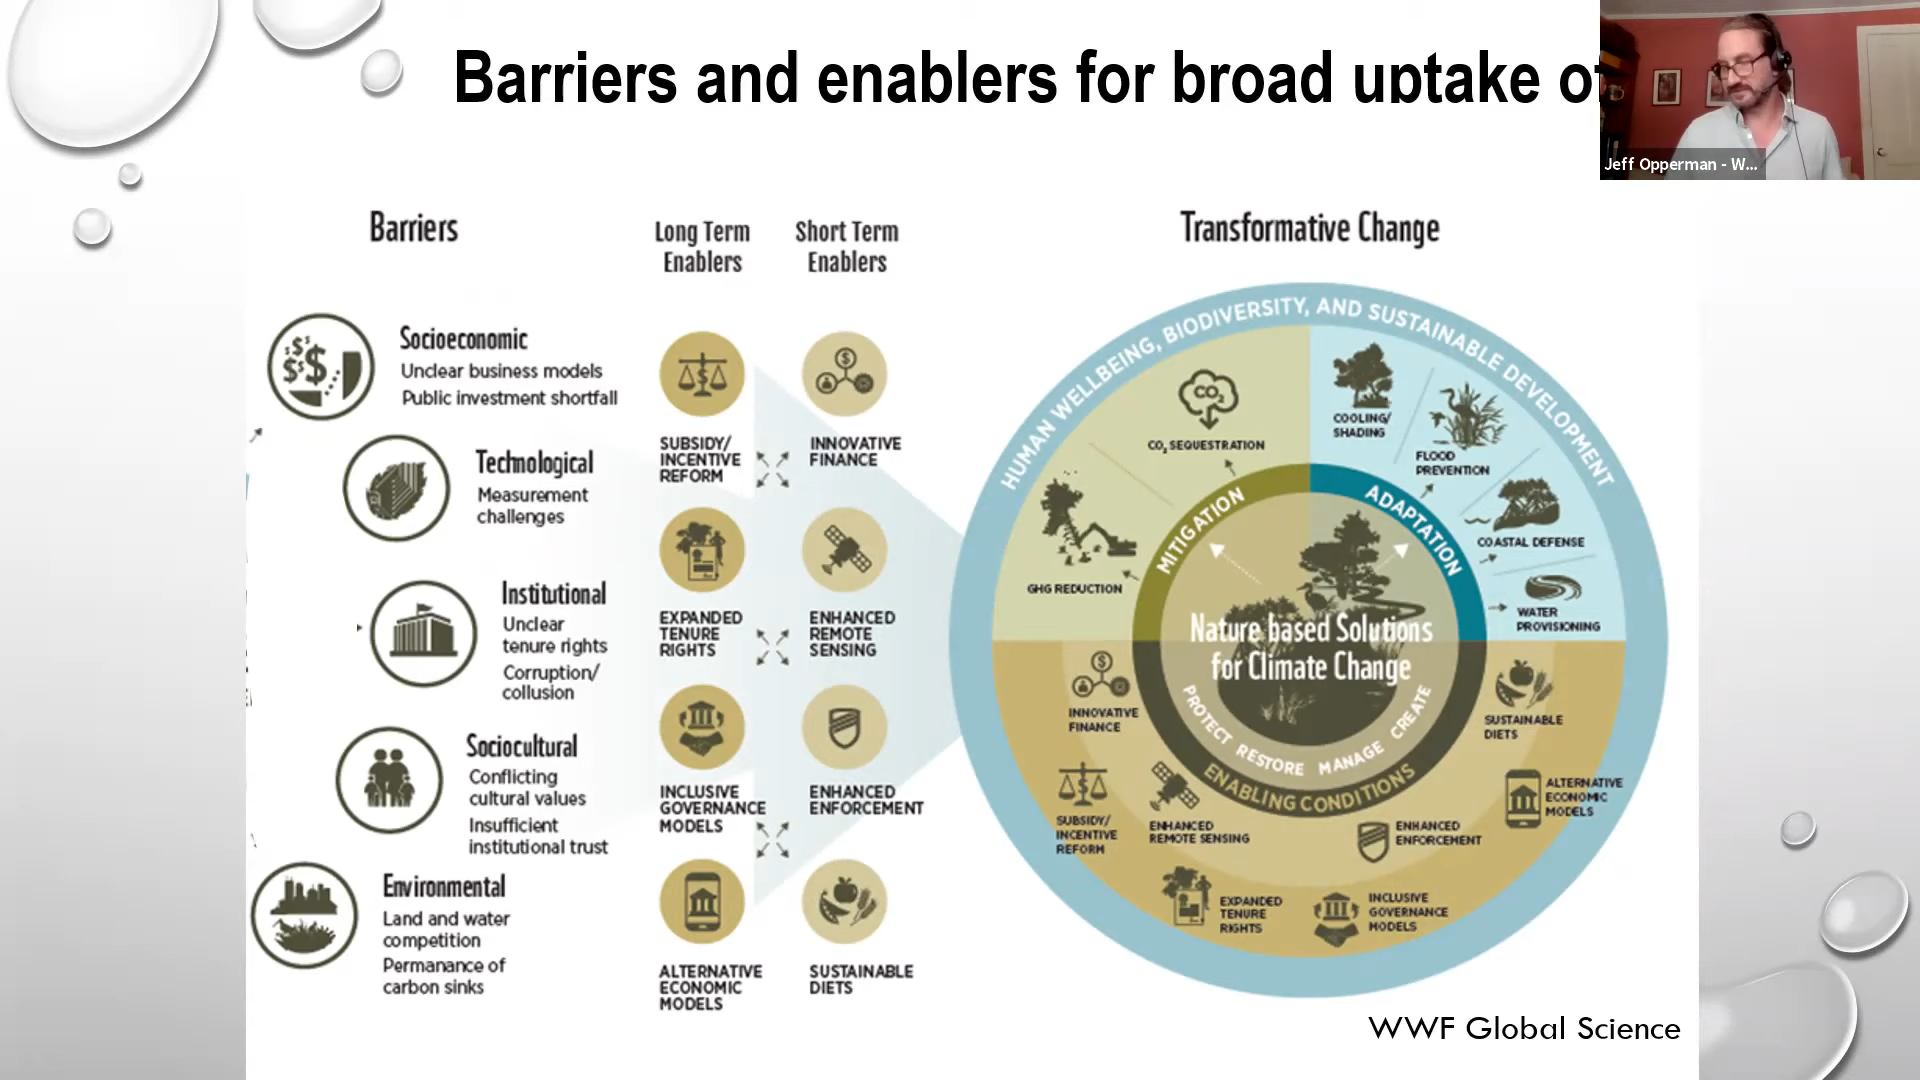 Barriers and enablers for broad uptake of
Jeff Opperman - W...
Barriers
Long Term
Enablers
Short Term
Enablers
Transformative Change
Socioeconomic
Unclear business models
Public investment shortfall
Technological
Measurement
challenges
Institutional
Unclear
tenure rights
Corruption/
collusion
Sociocultural
Conflicting
cultural values
Insufficient
institutional trust
Environmental
Land and water
competition
Permanance of
carbon sinks
SUBSIDY/
INCENTIVE
REFORM
INNOVATIVE
FINANCE
EXPANDED
TENURE
RIGHTS
ENHANCED
REMOTE
SENSING
INCLUSIVE
GOVERNANCE
MODELS
ENHANCED
ENFORCEMENT
ALTERNATIVE
ECONOMIC
MODELS
SUSTAINABLE
DIETS
HUMAN WELLBEING, BIODIVERSITY, AND SUSTAINABLE DEVELOPMENT
CO₂
CO₂ SEQUESTRATION
GHG REDUCTION
MITIGATION
ADAPTATION
COOLING/
SHADING
FLOOD
PREVENTION
COASTAL DEFENSE
WATER
PROVISIONING
Nature based Solutions
for Climate Change
PROTECT RESTORE MANAGE CREATE
ENABLING CONDITIONS
INNOVATIVE
FINANCE
SUBSIDY/
INCENTIVE
REFORM
ENHANCED
REMOTE SENSING
EXPANDED
TENURE
RIGHTS
INCLUSIVE
GOVERNANCE
MODELS
ENHANCED
ENFORCEMENT
ALTERNATIVE
ECONOMIC
MODELS
SUSTAINABLE
DIETS
WWF Global Science